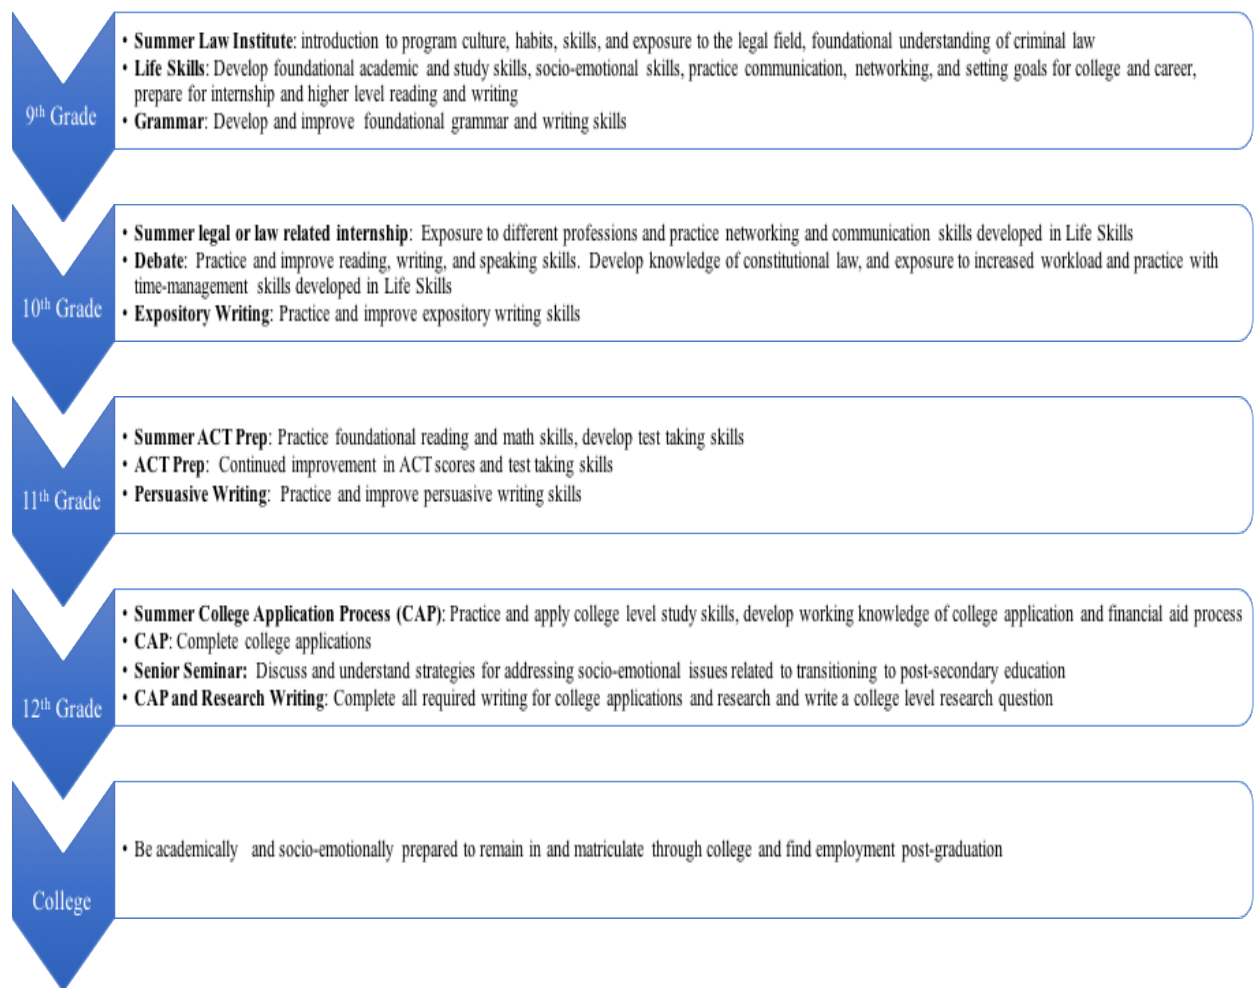 9th Grade
• Summer Law Institute: introduction to program culture, habits, skills, and exposure to the legal field, foundational understanding of criminal law
• Life Skills: Develop foundational academic and study skills, socio-emotional skills, practice communication, networking, and setting goals for college and career,
prepare for internship and higher level reading and writing
• Grammar: Develop and improve foundational grammar and writing skills
10th Grade
• Summer legal or law related internship: Exposure to different professions and practice networking and communication skills developed in Life Skills
• Debate: Practice and improve reading, writing, and speaking skills. Develop knowledge of constitutional law, and exposure to increased workload and practice with
time-management skills developed in Life Skills
• Expository Writing: Practice and improve expository writing skills
11th Grade
• Summer ACT Prep: Practice foundational reading and math skills, develop test taking skills
• ACT Prep: Continued improvement in ACT scores and test taking skills
• Persuasive Writing: Practice and improve persuasive writing skills
12th Grade
• Summer College Application Process (CAP): Practice and apply college level study skills, develop working knowledge of college application and financial aid process
• CAP: Complete college applications
• Senior Seminar: Discuss and understand strategies for addressing socio-emotional issues related to transitioning to post-secondary education
• CAP and Research Writing: Complete all required writing for college applications and research and write a college level research question
College
• Be academically and socio-emotionally prepared to remain in and matriculate through college and find employment post-graduation